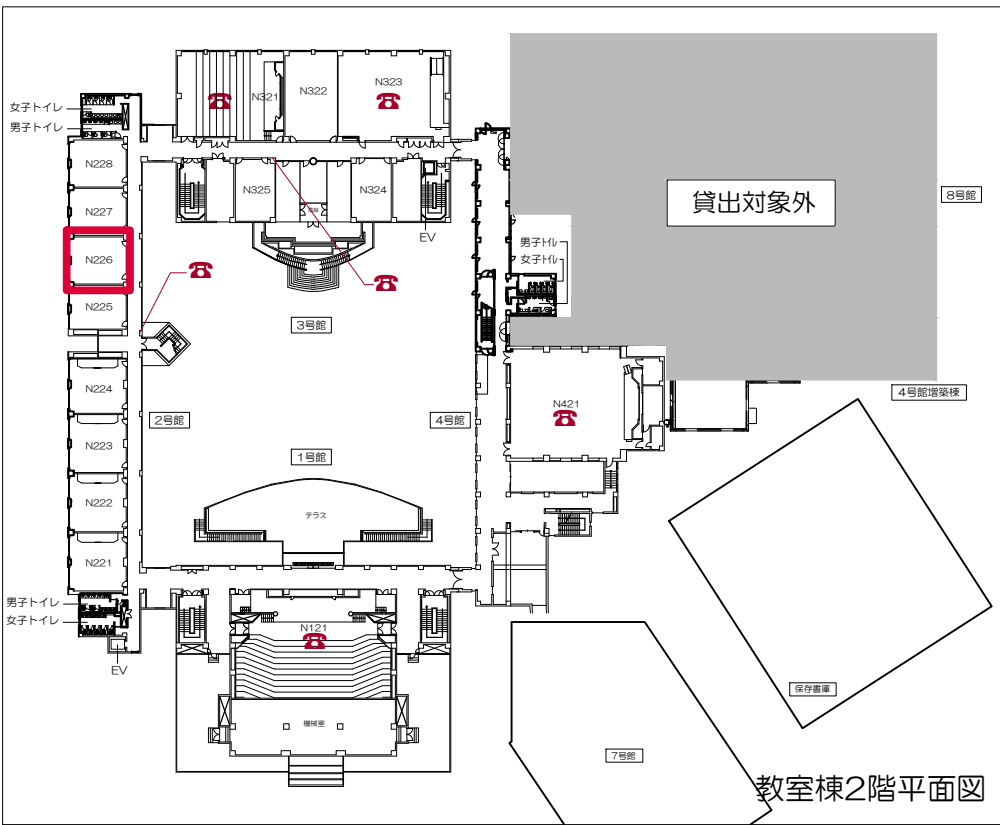 N321
N322
N323
女子トイレ
男子トイレ
N228
N227
N226
N225
N325
N324
EV
貸出対象外
8号館
男子トイレ
女子トイレ
3号館
N224
N223
N222
N221
2号館
4号館
1号館
テラス
N421
4号館増築棟
男子トイレ
女子トイレ
EV
N121
機械室
保存書庫
7号館
教室棟2階平面図